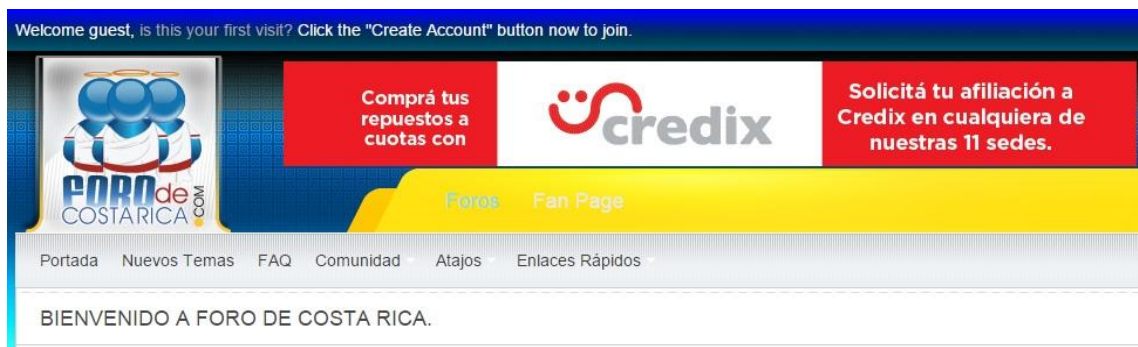 Welcome guest, is this your first visit? Click the "Create Account" button now to join.
FOROde
COSTARICA.COM
Comprá tus
repuestos a
cuotas con
credix
Solicitá tu afiliación a
Credix en cualquiera de
nuestras 11 sedes.
Foros Fan Page
Portada Nuevos Temas FAQ Comunidad Atajos Enlaces Rápidos
BIENVENIDO A FORO DE COSTA RICA.